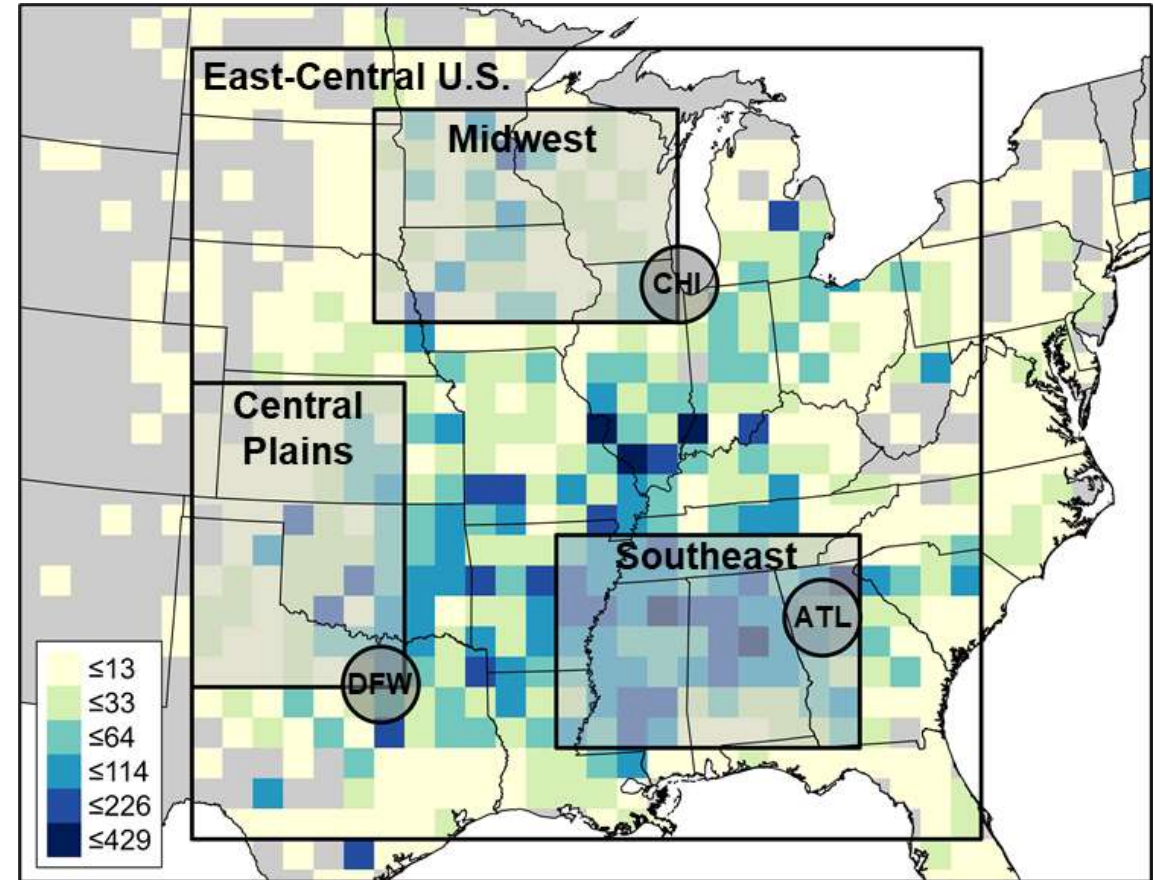 East-Central U.S.
Midwest
CHI
Central
Plains
Southeast
ATL
DFW
≤13
≤33
≤64
≤114
≤226
≤429